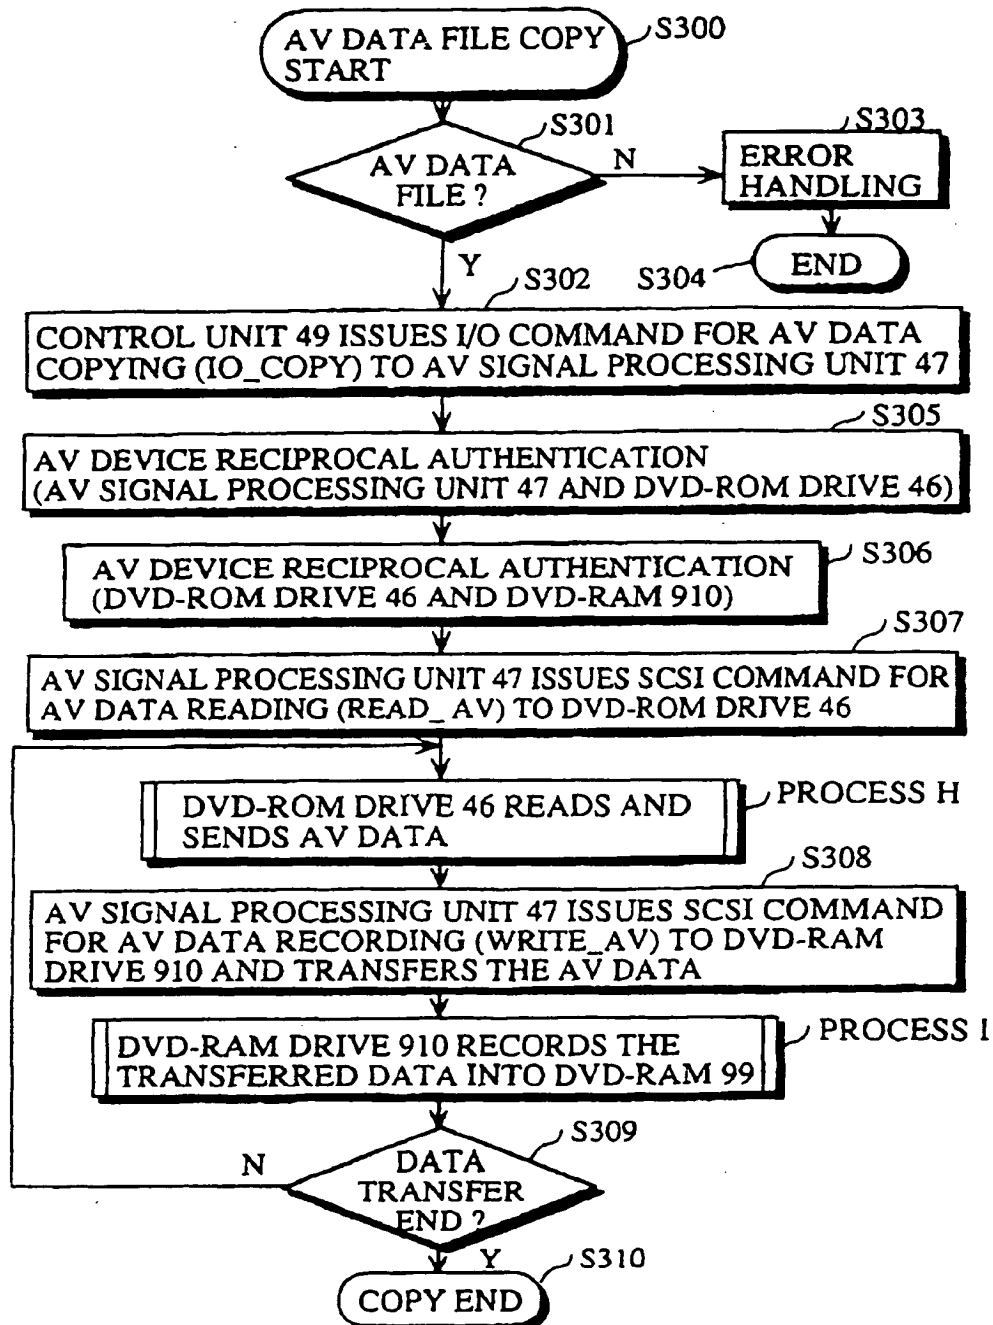 AV DATA FILE COPY
START
S300
S301
AV DATA
FILE ?
N
S303
ERROR
HANDLING
S304
END
Y
S302
CONTROL UNIT 49 ISSUES I/O COMMAND FOR AV DATA
COPYING (IO_COPY) TO AV SIGNAL PROCESSING UNIT 47
S305
AV DEVICE RECIPROCAL AUTHENTICATION
(AV SIGNAL PROCESSING UNIT 47 AND DVD-ROM DRIVE 46)
S306
AV DEVICE RECIPROCAL AUTHENTICATION
(DVD-ROM DRIVE 46 AND DVD-RAM 910)
S307
AV SIGNAL PROCESSING UNIT 47 ISSUES SCSI COMMAND FOR
AV DATA READING (READ_ AV) TO DVD-ROM DRIVE 46
PROCESS H
DVD-ROM DRIVE 46 READS AND
SENDS AV DATA
S308
AV SIGNAL PROCESSING UNIT 47 ISSUES SCSI COMMAND
FOR AV DATA RECORDING (WRITE_AV) TO DVD-RAM
DRIVE 910 AND TRANSFERS THE AV DATA
PROCESS I
DVD-RAM DRIVE 910 RECORDS THE
TRANSFERRED DATA INTO DVD-RAM 99
S309
N
DATA
TRANSFER
END ?
Y
S310
COPY END